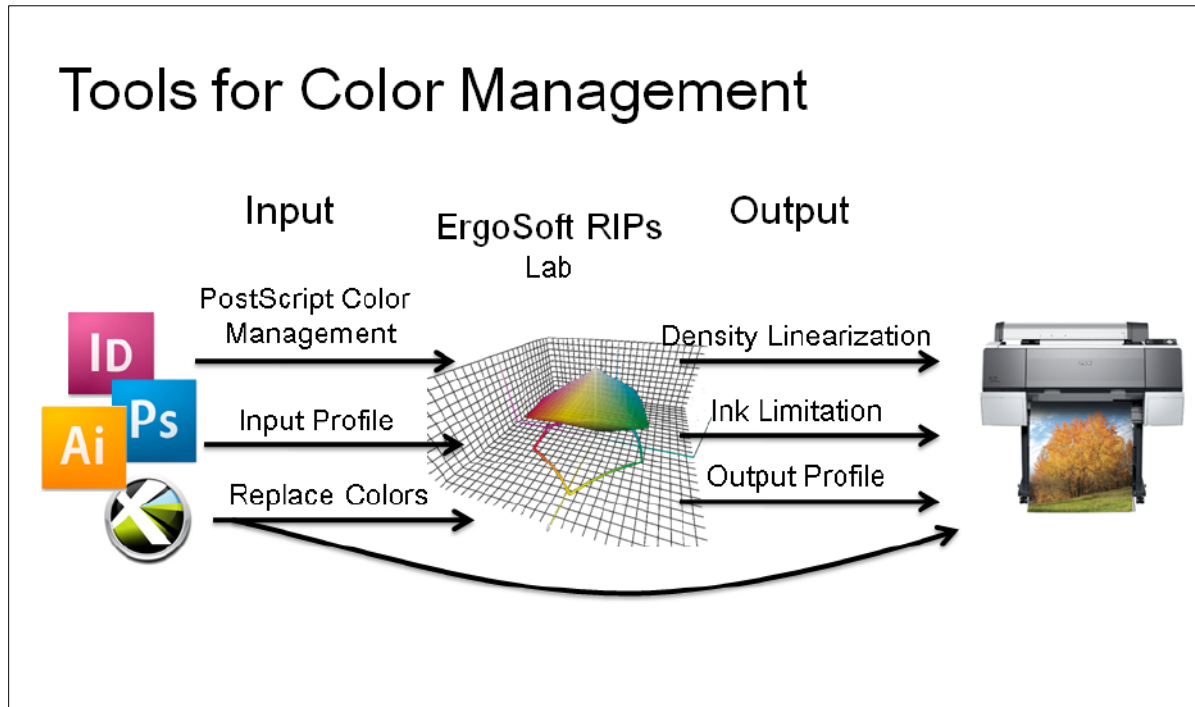 Tools for Color Management
Input
ErgoSoft RIPs
Lab
Output
PostScript Color
Management
Input Profile
Replace Colors
Density Linearization
Ink Limitation
Output Profile
ID
Ps
Ai